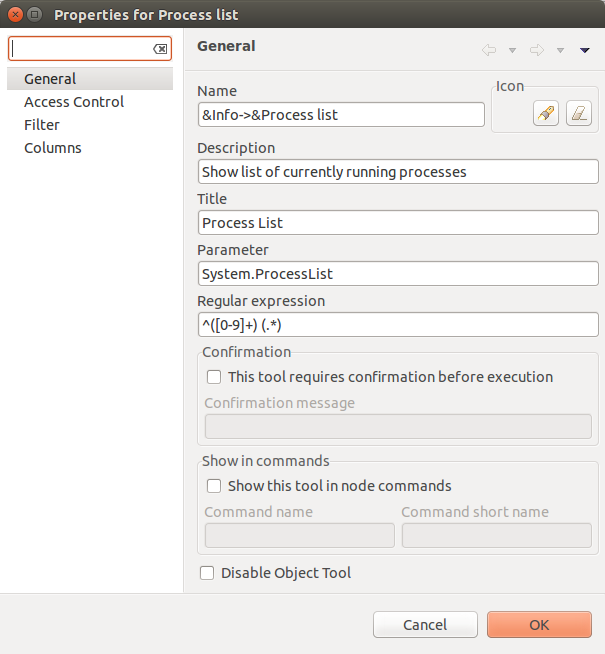 Properties for Process list
General
Access Control
Filter
Columns
General
Name
&Info->&Process list
Icon
Description
Show list of currently running processes
Title
Process List
Parameter
System.ProcessList
Regular expression
^([0-9]+) (.*)
Confirmation
This tool requires confirmation before execution
Confirmation message
Show in commands
Show this tool in node commands
Command name Command short name
Disable Object Tool
Cancel OK